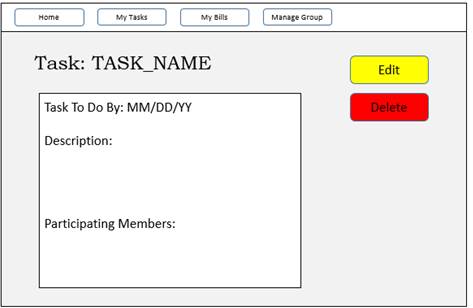 Home
My Tasks
My Bills
Manage Group
Task: TASK_NAME
Edit
Delete
Task To Do By: MM/DD/YY
Description:
Participating Members: